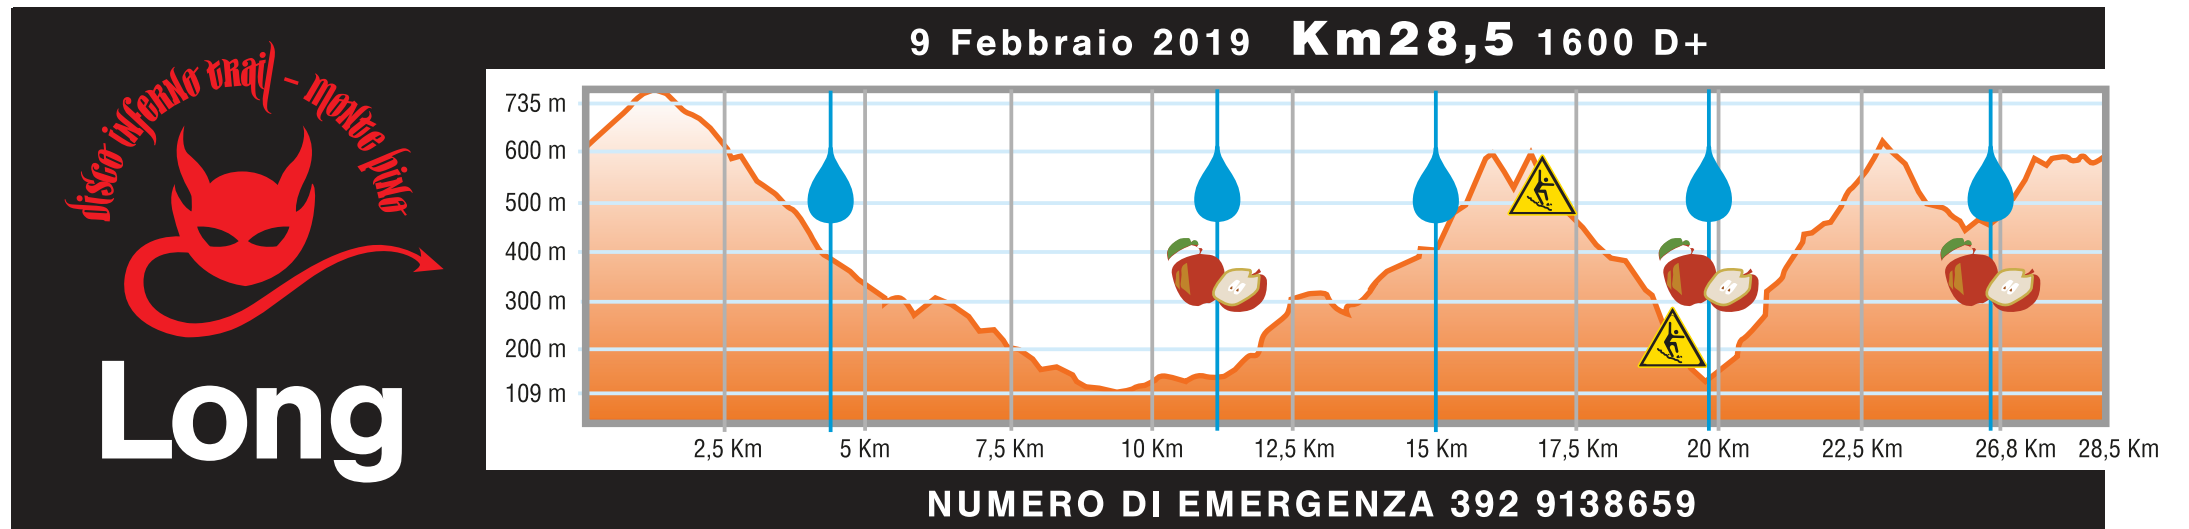 9 Febbraio 2019 Km28,5 1600 D+
disco inferno trail - monte pino
Long
735 m
600 m
500 m
400 m
300 m
200 m
109 m
2,5 Km 5 Km 7,5 Km 10 Km 12,5 Km 15 Km 17,5 Km 20 Km 22,5 Km 26,8 Km 28,5 Km
NUMERO DI EMERGENZA 392 9138659